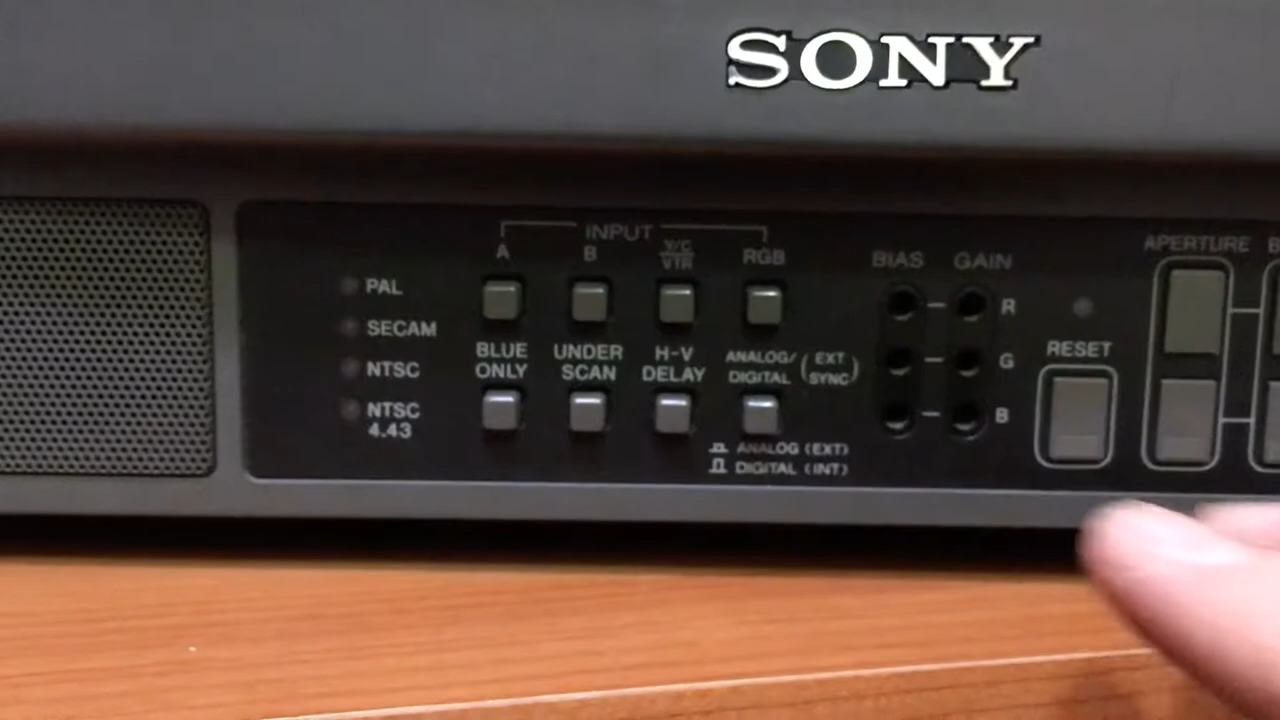 SONY
INPUT
A
B
Y/C
VTR
RGB
BIAS
GAIN
APERTURE
PAL
SECAM
NTSC
NTSC
4.43
BLUE
ONLY
UNDER
SCAN
H-V
DELAY
ANALOG/
DIGITAL
(EXT
SYNC)
ANALOG (EXT)
DIGITAL (INT)
R
G
B
RESET